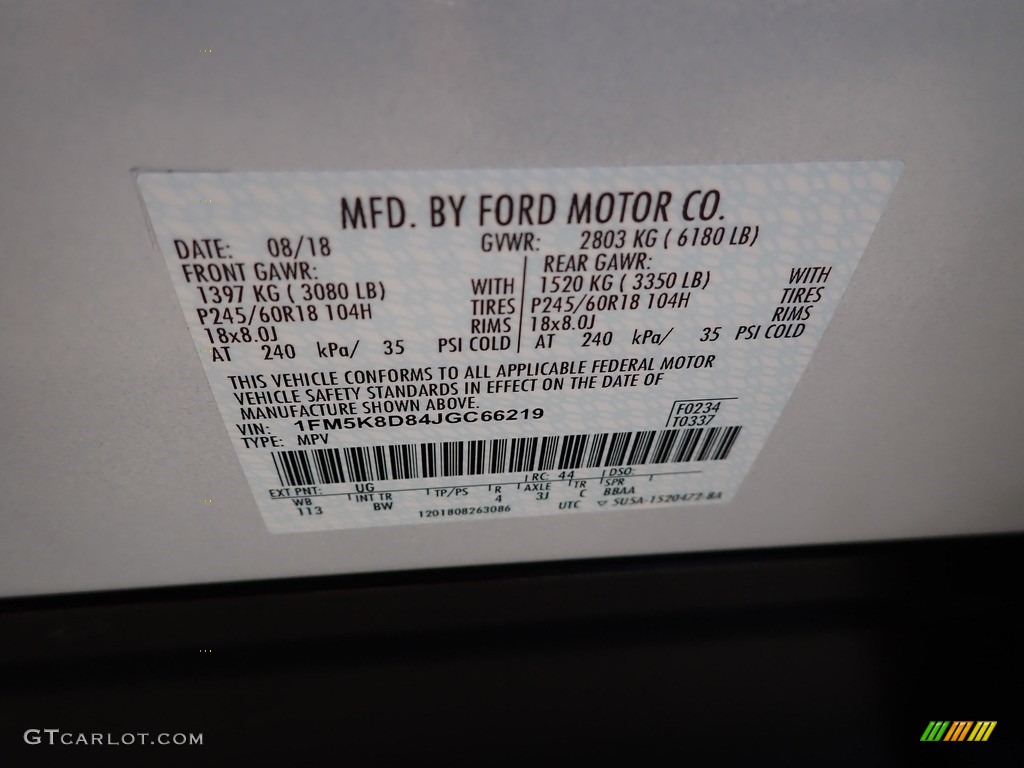 MFD. BY FORD MOTOR CO.
DATE: 08/18 GVWR: 2803 KG ( 6180 LB)
FRONT GAWR: REAR GAWR:
1397 KG ( 3080 LB) WITH 1520 KG ( 3350 LB) WITH
P245/60R18 104H TIRES P245/60R18 104H TIRES
18x8.0J RIMS 18x8.0J RIMS
AT 240 kPa/ 35 PSI COLD AT 240 kPa/ 35 PSI COLD
THIS VEHICLE CONFORMS TO ALL APPLICABLE FEDERAL MOTOR
VEHICLE SAFETY STANDARDS IN EFFECT ON THE DATE OF
MANUFACTURE SHOWN ABOVE.
VIN: 1FM5K8D84JGC66219 F0234
TYPE: MPV T0337
EXT PNT: UG RC: 44 DSO:
WB INT TR TP/PS R AXLE TR SPR
113 BW 4 3J C BBAA
1201808263086 UTC 5U5A-1520472-BA
GTCARLOT.COM